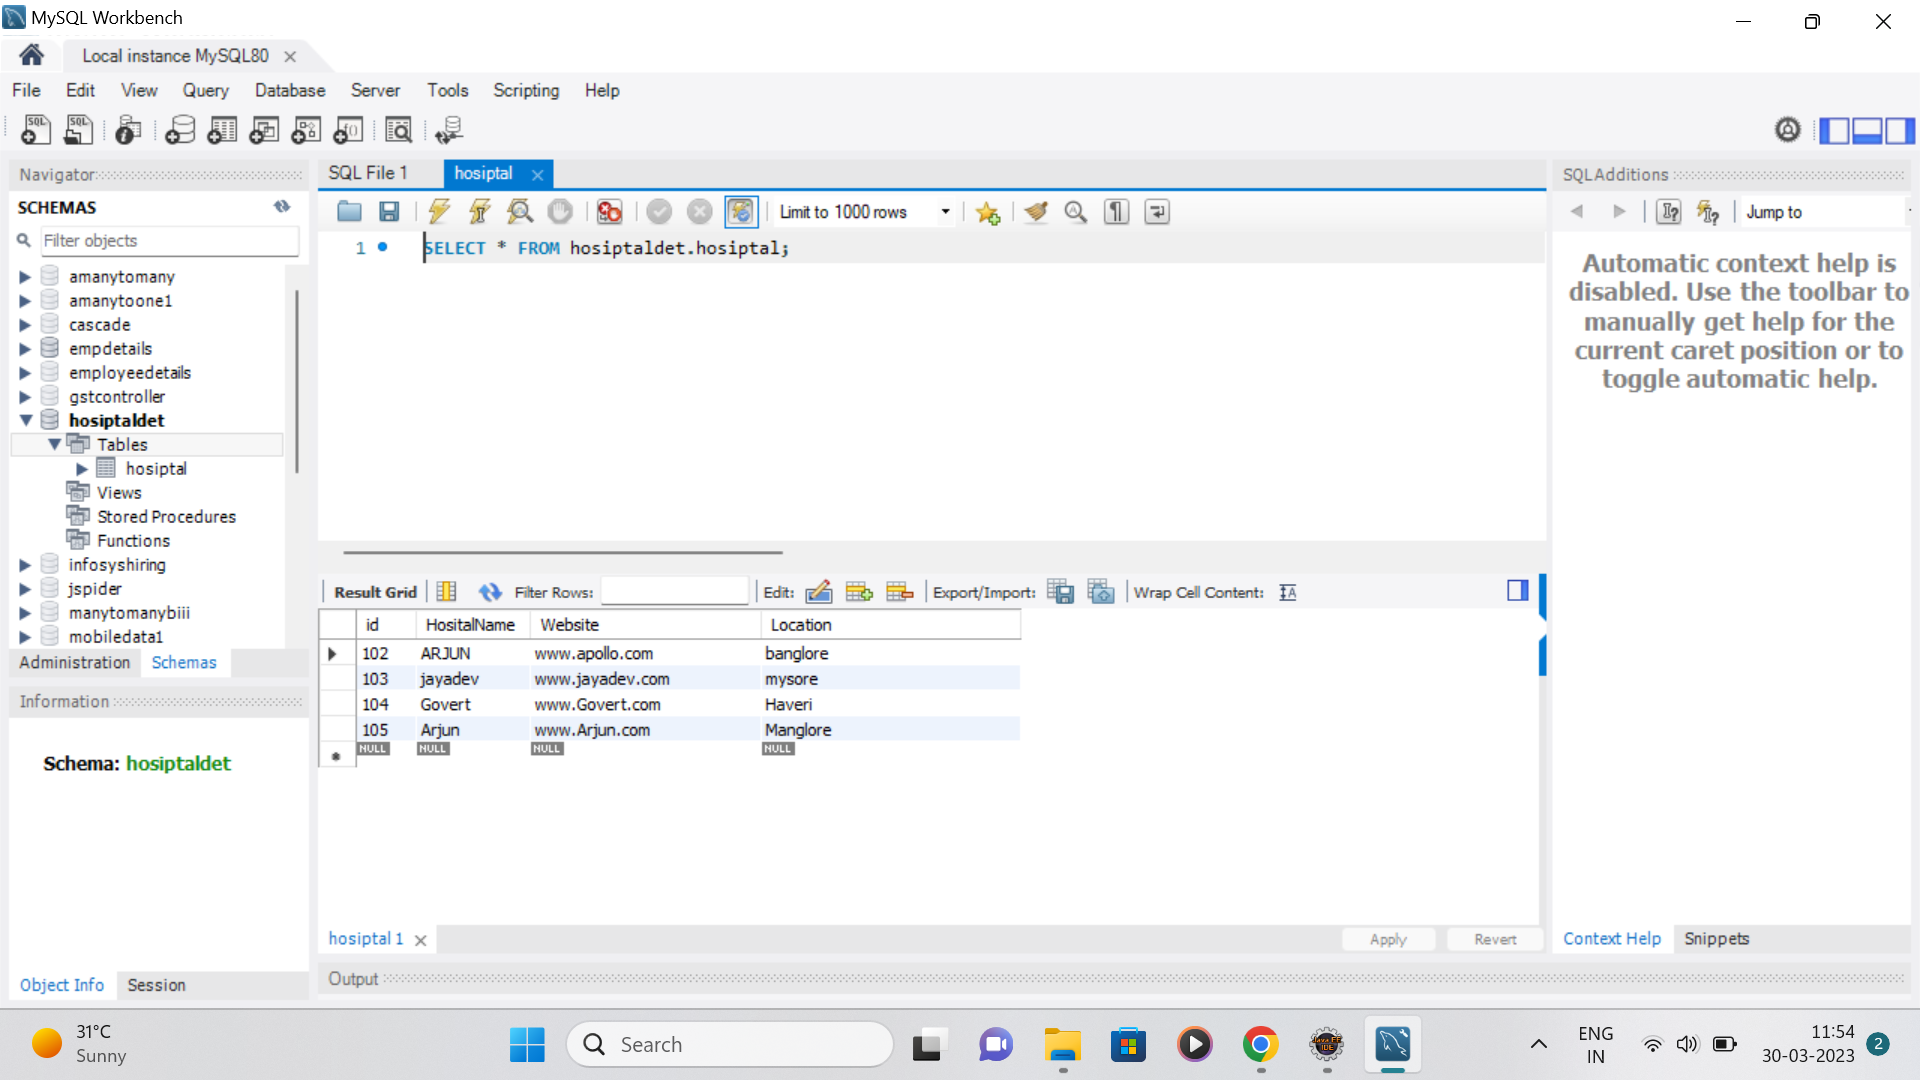 MySQL Workbench
Local instance MySQL80
File Edit View Query Database Server Tools Scripting Help
Navigator
SCHEMAS
Filter objects
amanytomany
amanytoone1
cascade
empdetails
employeedetails
gstcontroller
hosiptaldet
Tables
hosiptal
Views
Stored Procedures
Functions
infosyshiring
jspider
manytomanybiii
mobiledata1
Administration Schemas
Information
Schema: hosiptaldet
Object Info Session
SQL File 1 hosiptal
Limit to 1000 rows
1 SELECT * FROM hosiptaldet.hosiptal;
Result Grid Filter Rows: Edit: Export/Import: Wrap Cell Content:
id HositalName Website Location
102 ARJUN www.apollo.com banglore
103 jayadev www.jayadev.com mysore
104 Govert www.Govert.com Haveri
105 Arjun www.Arjun.com Manglore
NULL NULL NULL NULL
hosiptal 1 Apply Revert
Output
SQLAdditions
Jump to
Automatic context help is
disabled. Use the toolbar to
manually get help for the
current caret position or to
toggle automatic help.
Context Help Snippets
31°C
Sunny
Search
ENG
IN
11:54
30-03-2023
2